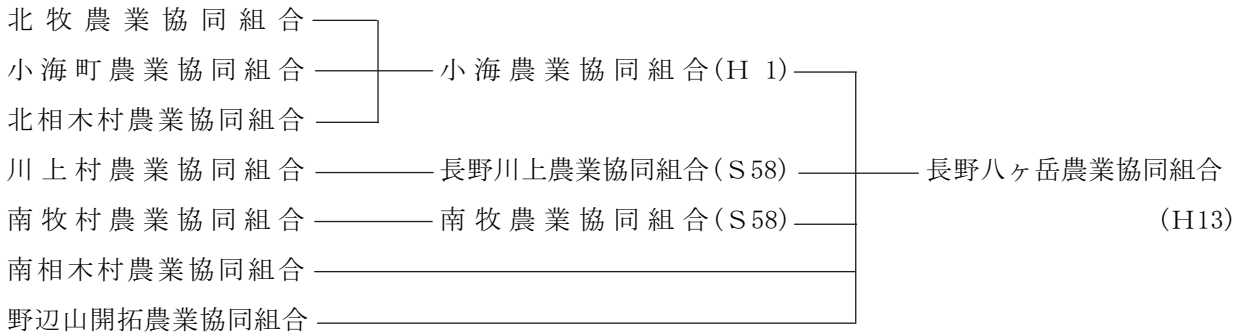 北牧農業協同組合
小海町農業協同組合 小海農業協同組合(H 1)
北相木村農業協同組合
川上村農業協同組合 長野川上農業協同組合(S58) 長野八ヶ岳農業協同組合
南牧村農業協同組合 南牧農業協同組合(S58) (H13)
南相木村農業協同組合
野辺山開拓農業協同組合